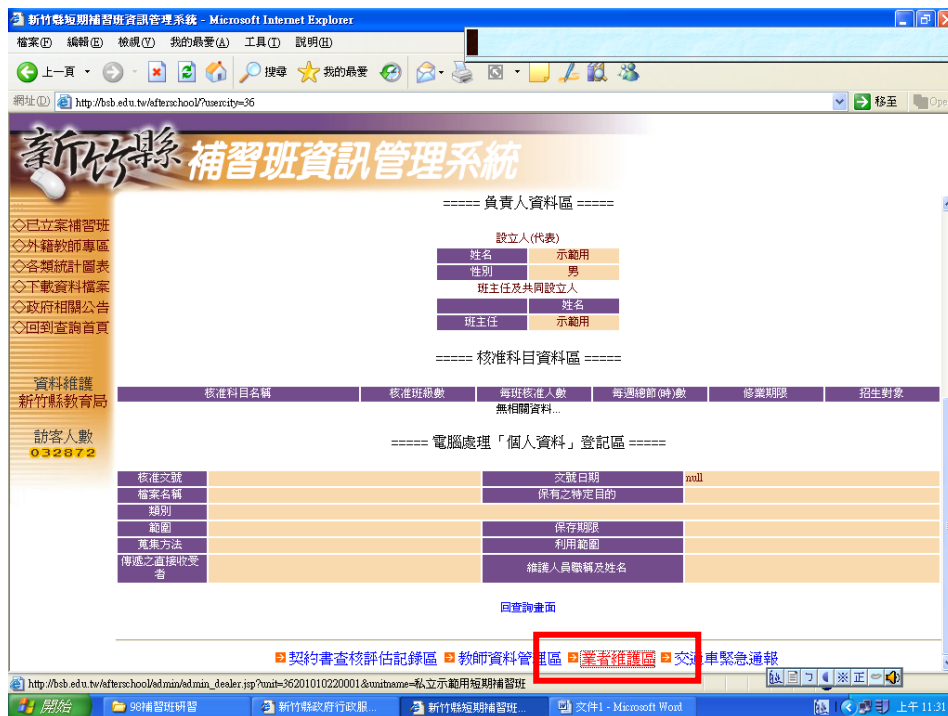 新竹縣短期補習班資訊管理系統 - Microsoft Internet Explorer
檔案(F) 編輯(E) 檢視(V) 我的最愛(A) 工具(T) 說明(H)
上一頁 搜尋 我的最愛
網址(D) http://bsb.edu.tw/afterschool/?usercity=36 移至
新竹縣 補習班資訊管理系統
◇已立案補習班
◇外籍教師專區
◇各類統計圖表
◇下載資料檔案
◇政府相關公告
◇回到查詢首頁
資料維護
新竹縣教育局
訪客人數
032872
===== 負責人資料區 =====
設立人(代表)
姓名 示範用
性別 男
班主任及共同設立人
姓名
班主任 示範用
===== 核准科目資料區 =====
核准科目名稱 核准班級數 每班核准人數 每週總節(時)數 修業期限 招生對象
無相關資料...
===== 電腦處理「個人資料」登記區 =====
核准文號 文號日期 null
檔案名稱 保有之特定目的
類別
範圍 保存期限
蒐集方法 利用範圍
傳遞之直接收受者 維護人員職稱及姓名
回查詢畫面
契約書查核評估記錄區 教師資料管理區 業者維護區 交通車緊急通報
http://bsb.edu.tw/afterschool/admin/admin_dealer.jsp?unit=36201010220001&unitname=私立示範用短期補習班
開始 98補習班研習 新竹縣政府行政服... 新竹縣短期補習班... 文件1 - Microsoft Word 上午 11:31